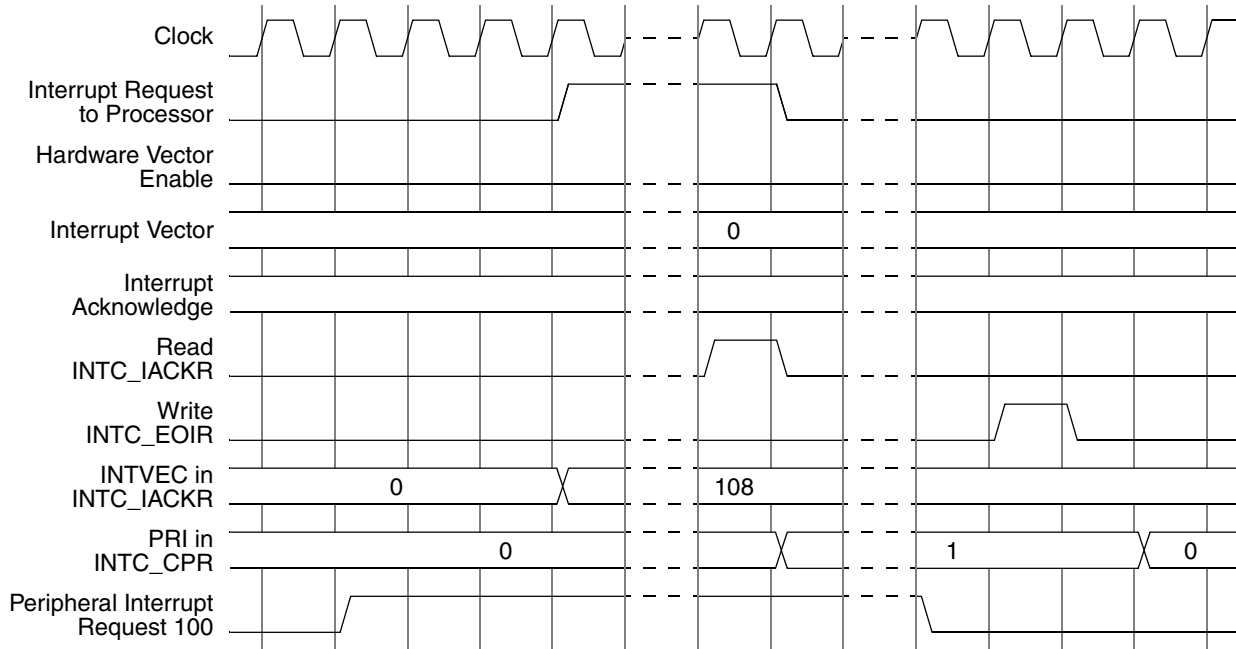 Clock
Interrupt Request
to Processor
Hardware Vector
Enable
Interrupt Vector
0
Interrupt
Acknowledge
Read
INTC_IACKR
Write
INTC_EOIR
INTVEC in
INTC_IACKR
0
108
PRI in
INTC_CPR
0
1
0
Peripheral Interrupt
Request 100